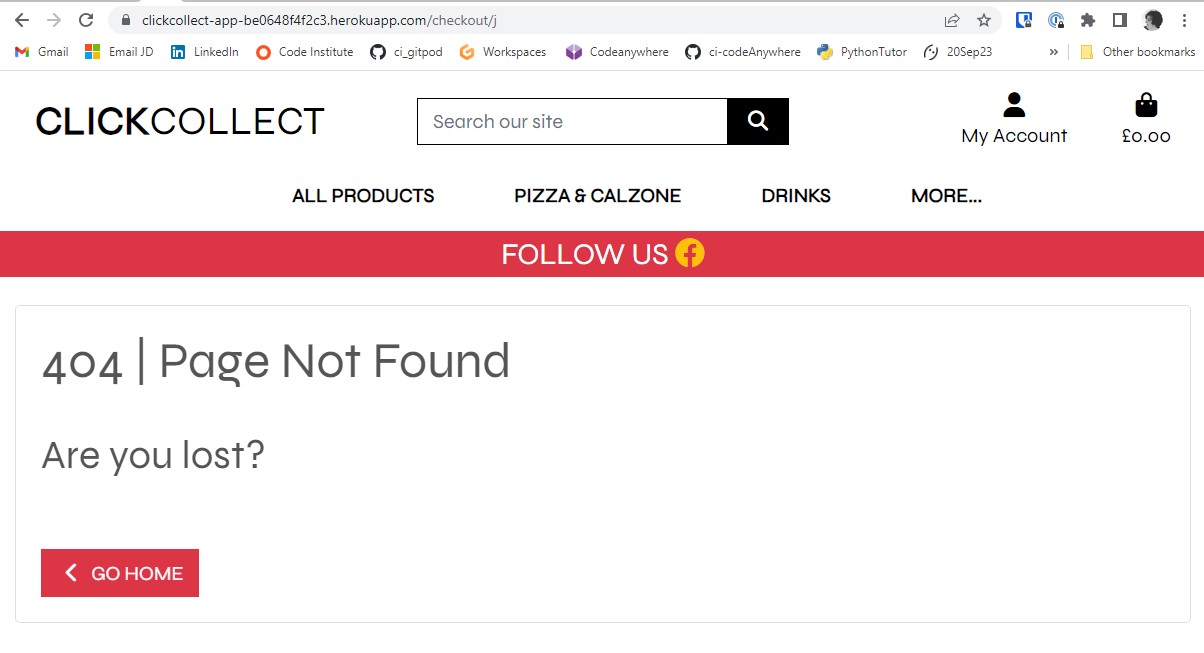 clickcollect-app-be0648f4f2c3.herokuapp.com/checkout/j
Gmail Email JD LinkedIn Code Institute ci_gitpod Workspaces Codeanywhere ci-codeAnywhere PythonTutor 20Sep23 » Other bookmarks
CLICKCOLLECT
Search our site
My Account
£0.00
ALL PRODUCTS PIZZA & CALZONE DRINKS MORE...
FOLLOW US
404 | Page Not Found
Are you lost?
GO HOME